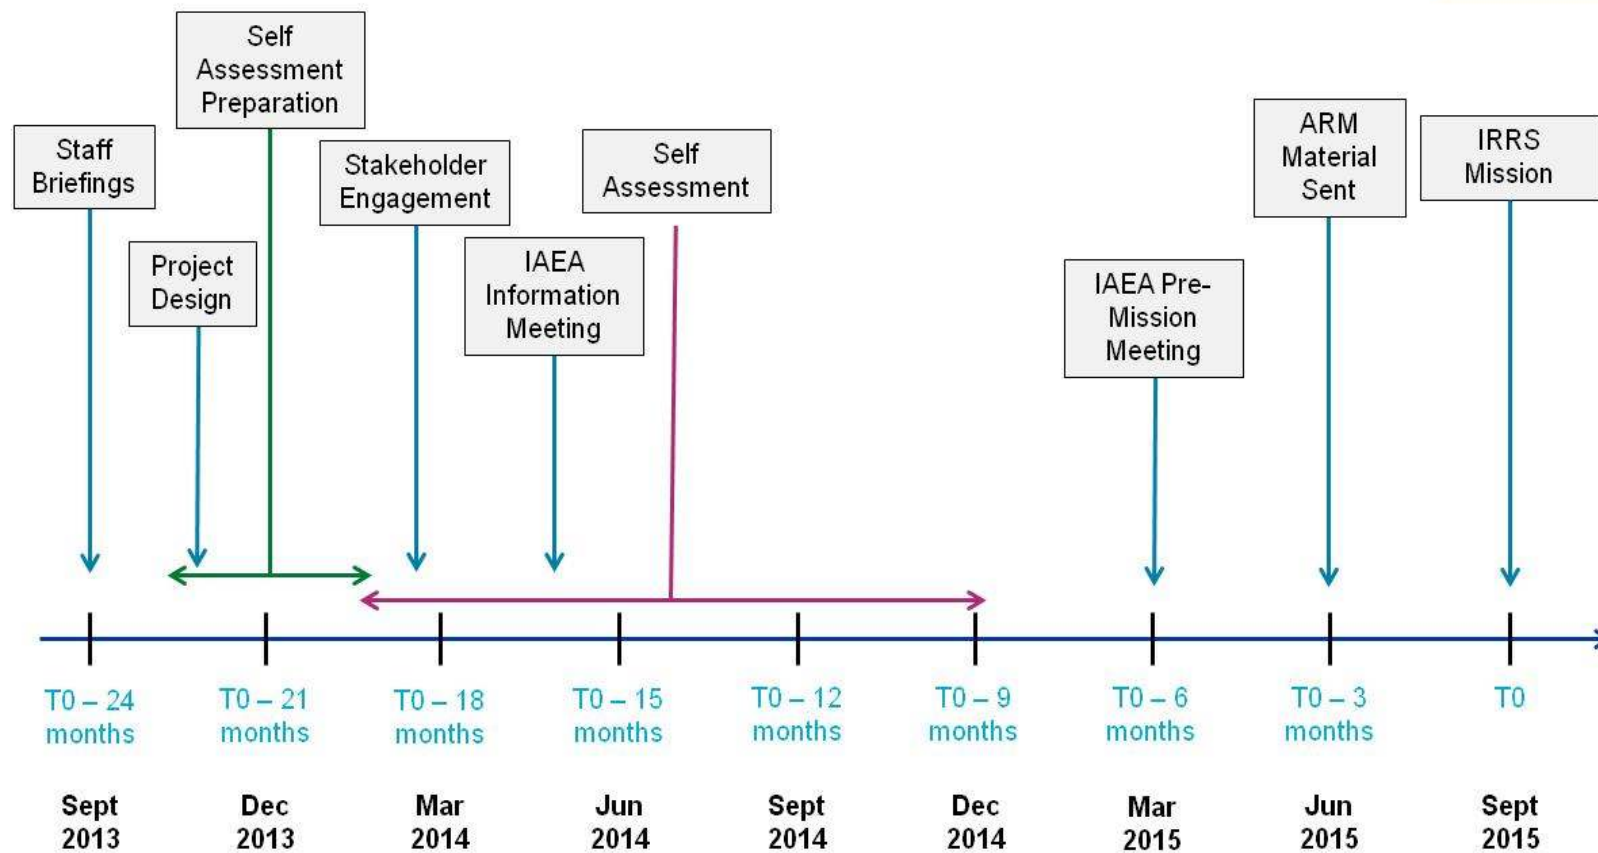 Self
Assessment
Preparation
Staff
Briefings
Project
Design
Stakeholder
Engagement
IAEA
Information
Meeting
Self
Assessment
IAEA Pre-
Mission
Meeting
ARM
Material
Sent
IRRS
Mission
T0 – 24
months
T0 – 21
months
T0 – 18
months
T0 – 15
months
T0 – 12
months
T0 – 9
months
T0 – 6
months
T0 – 3
months
T0
Sept
2013
Dec
2013
Mar
2014
Jun
2014
Sept
2014
Dec
2014
Mar
2015
Jun
2015
Sept
2015